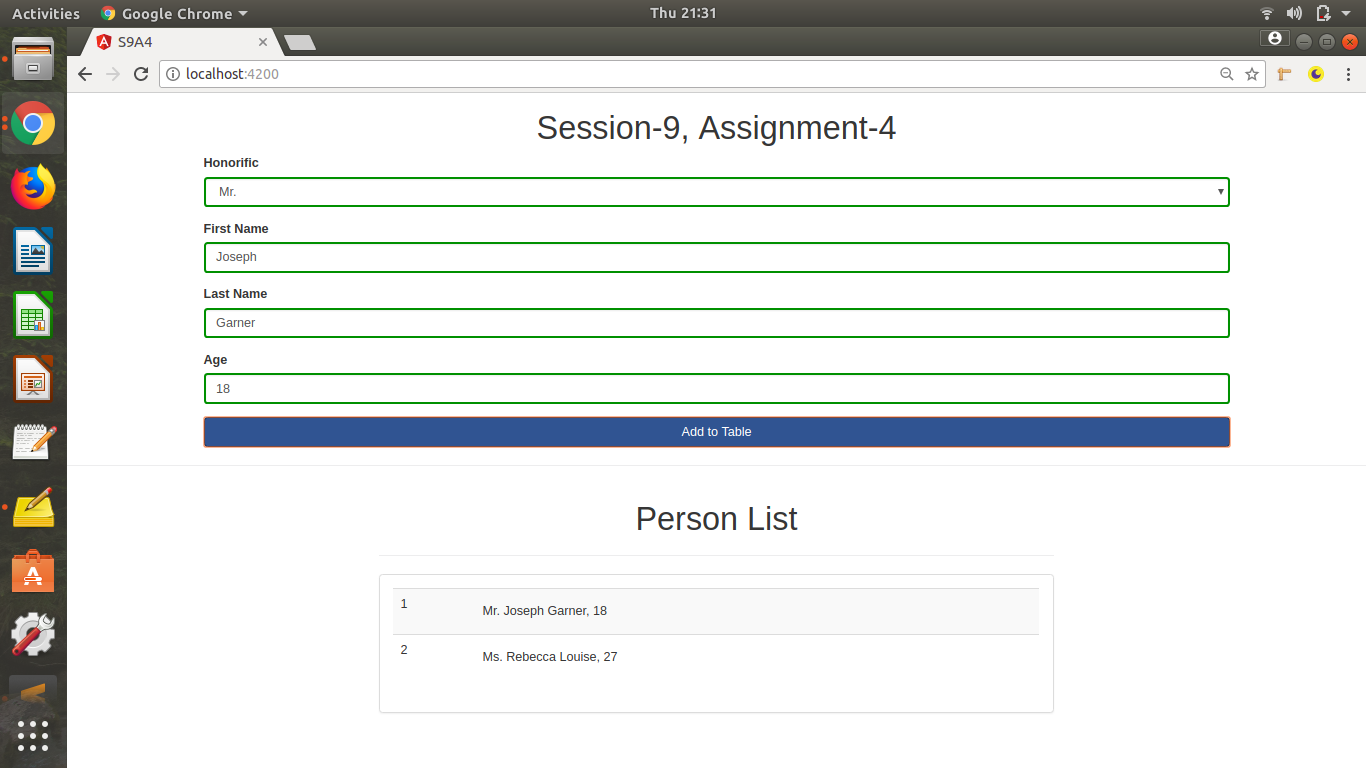 Activities Google Chrome Thu 21:31
S9A4
localhost:4200
Session-9, Assignment-4
Honorific
Mr.
First Name
Joseph
Last Name
Garner
Age
18
Add to Table
Person List
1 Mr. Joseph Garner, 18
2 Ms. Rebecca Louise, 27